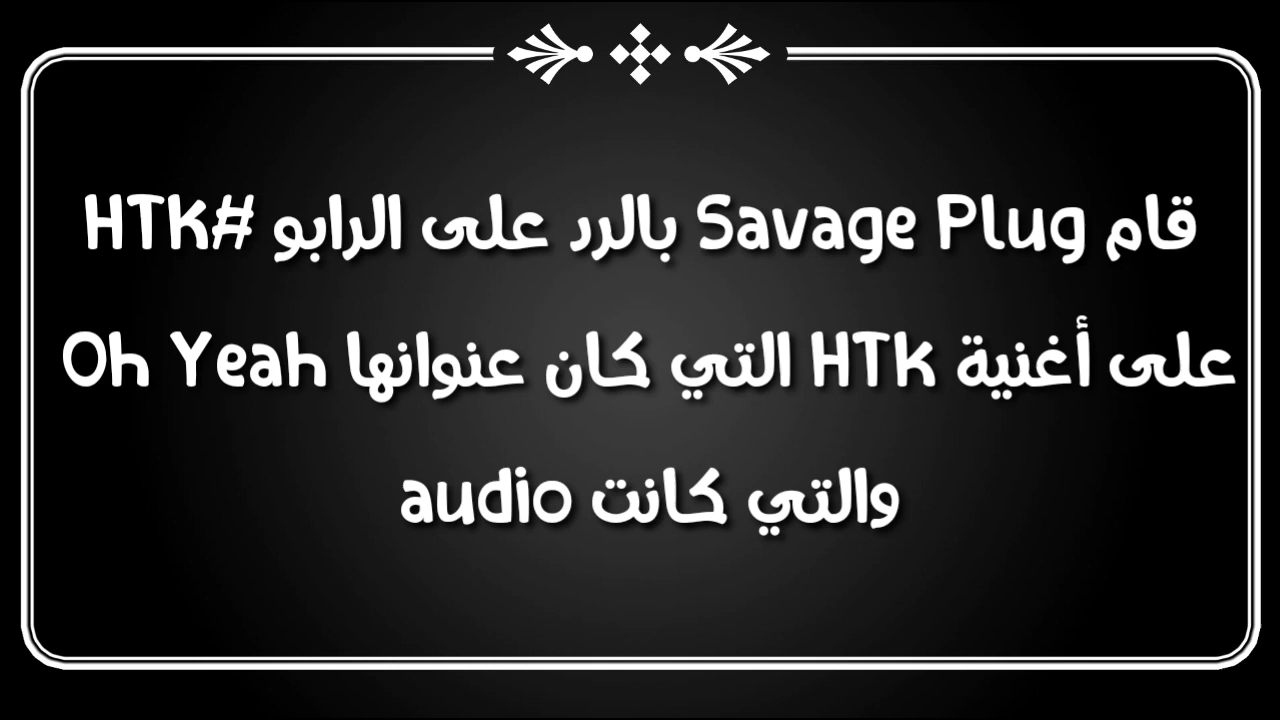 قام Savage Plug بالرد على الرابو #HTK
على أغنية HTK التي كان عنوانها Oh Yeah
والتي كانت audio